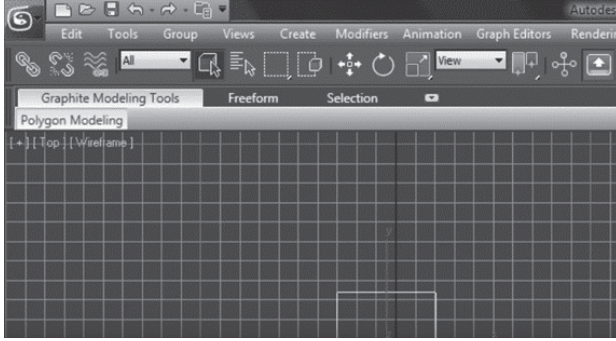 Autodes
Edit Tools Group Views Create Modifiers Animation Graph Editors Renderin
All View
Graphite Modeling Tools Freeform Selection
Polygon Modeling
[ + ] [ Top ] [ Wireframe ]
y